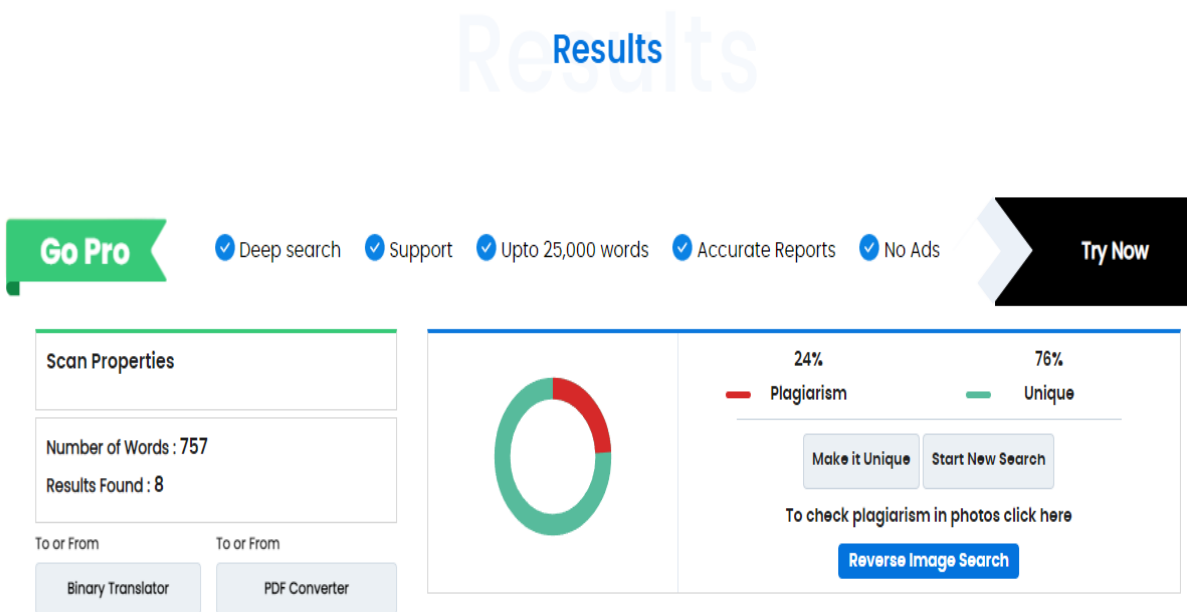 Results
Go Pro
Deep search
Support
Upto 25,000 words
Accurate Reports
No Ads
Try Now
Scan Properties
Number of Words : 757
Results Found : 8
To or From
To or From
Binary Translator
PDF Converter
24%
76%
Plagiarism
Unique
Make it Unique
Start New Search
To check plagiarism in photos click here
Reverse Image Search